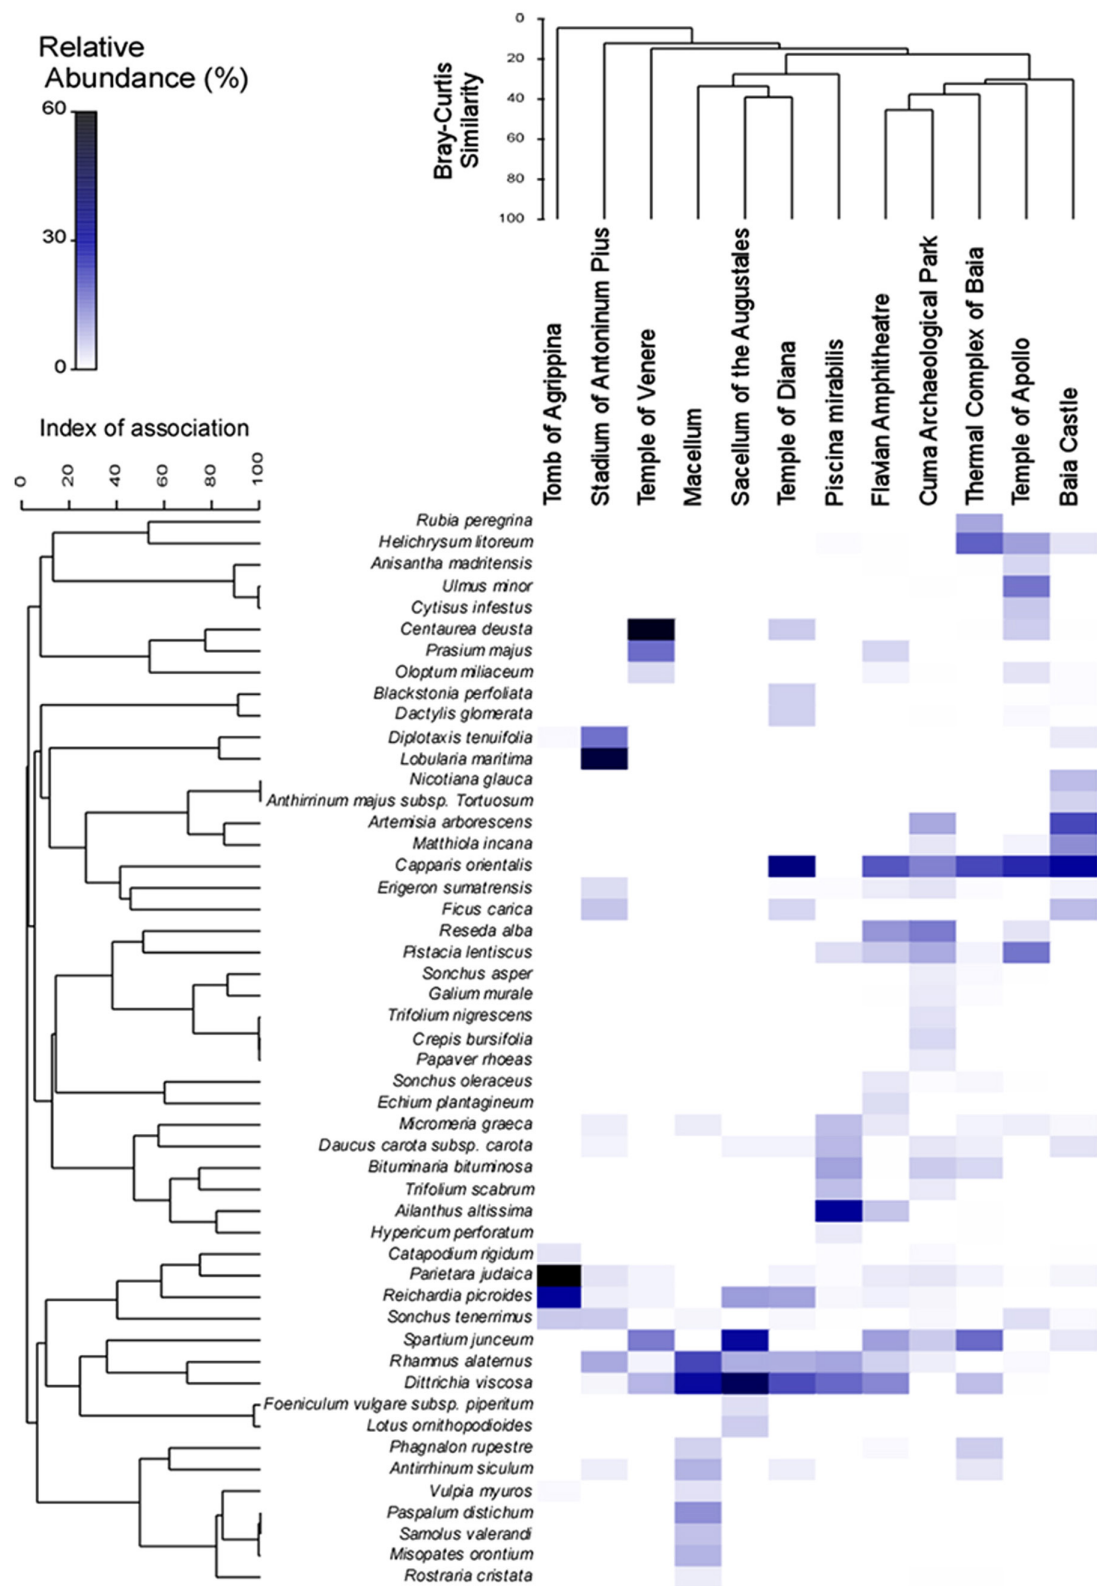 Relative
Abundance (%)
60
30
0
Bray-Curtis
Similarity
0
20
40
60
80
100
Tomb of Agrippina
Stadium of Antoninum Pius
Temple of Venere
Macellum
Sacellum of the Augustales
Temple of Diana
Piscina mirabilis
Flavian Amphitheatre
Cuma Archaeological Park
Thermal Complex of Baia
Temple of Apollo
Baia Castle
Index of association
0
20
40
60
80
100
Rubia peregrina
Helichrysum litoreum
Anisantha madritensis
Ulmus minor
Cytisus infestus
Centaurea deusta
Prasium majus
Oloptum miliaceum
Blackstonia perfoliata
Dactylis glomerata
Diplotaxis tenuifolia
Lobularia maritima
Nicotiana glauca
Anthirrinum majus subsp. Tortuosum
Artemisia arborescens
Matthiola incana
Capparis orientalis
Erigeron sumatrensis
Ficus carica
Reseda alba
Pistacia lentiscus
Sonchus asper
Galium murale
Trifolium nigrescens
Crepis bursifolia
Papaver rhoeas
Sonchus oleraceus
Echium plantagineum
Micromeria graeca
Daucus carota subsp. carota
Bituminaria bituminosa
Trifolium scabrum
Ailanthus altissima
Hypericum perforatum
Catapodium rigidum
Parietara judaica
Reichardia picroides
Sonchus tenerrimus
Spartium junceum
Rhamnus alaternus
Dittrichia viscosa
Foeniculum vulgare subsp. piperitum
Lotus ornithopodioides
Phagnalon rupestre
Antirrhinum siculum
Vulpia myuros
Paspalum distichum
Samolus valerandi
Misopates orontium
Rostraria cristata